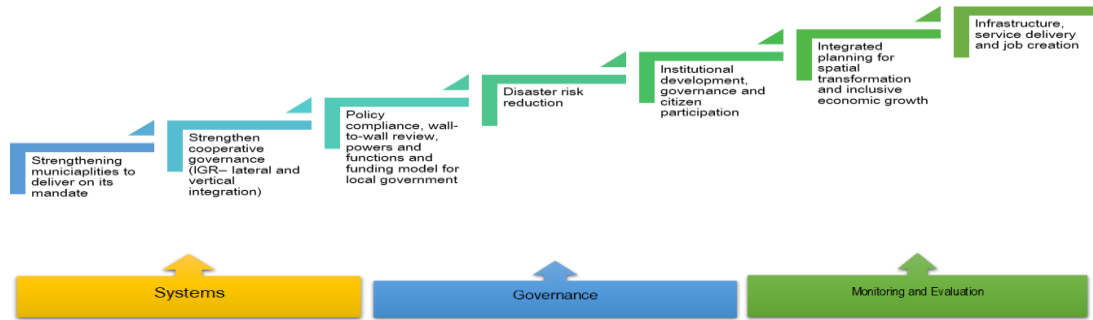 Strengthening
municiaplities to
deliver on its
mandate
Strengthen
cooperative
governance
(IGR– lateral and
vertical
integration)
Policy
compliance, wall-
to-wall review,
powers and
functions and
funding model for
local government
Disaster risk
reduction
Institutional
development,
governance and
citizen
participation
Integrated
planning for
spatial
transformation
and inclusive
economic growth
Infrastructure,
service delivery
and job creation
Systems
Governance
Monitoring and Evaluation